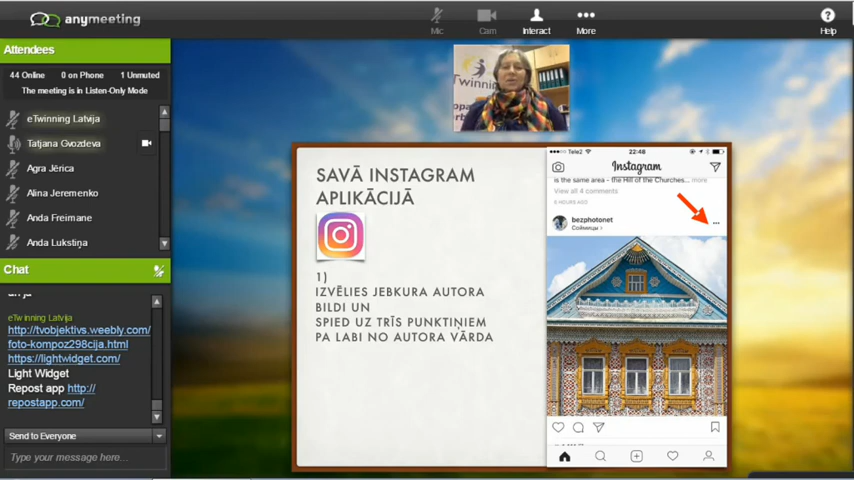 anymeeting
Mic
Cam
Interact
More
Help
Attendees
44 Online 0 on Phone 1 Unmuted
The meeting is in Listen-Only Mode
eTwinning Latvija
Tatjana Gvozdeva
Agra Jērica
Alina Jeremenko
Anda Freimane
Anda Lukstiņa
Chat
eTwinning Latvija
http://tvobjektivs.weebly.com/
foto-kompoz298cija.html
https://lightwidget.com/
Light Widget
Repost app http://
repostapp.com/
Send to Everyone
Type your message here...
SAVĀ INSTAGRAM
APLIKĀCIJĀ
1)
IZVĒLIES JEBKURA AUTORA
BILDI UN
SPIED UZ TRĪS PUNKTIŅIEM
PA LABI NO AUTORA VĀRDA
Tele2 22:48
Instagram
is the same area - the Hill of the Churches... more
View all 4 comments
6 HOURS AGO
bezphotonet